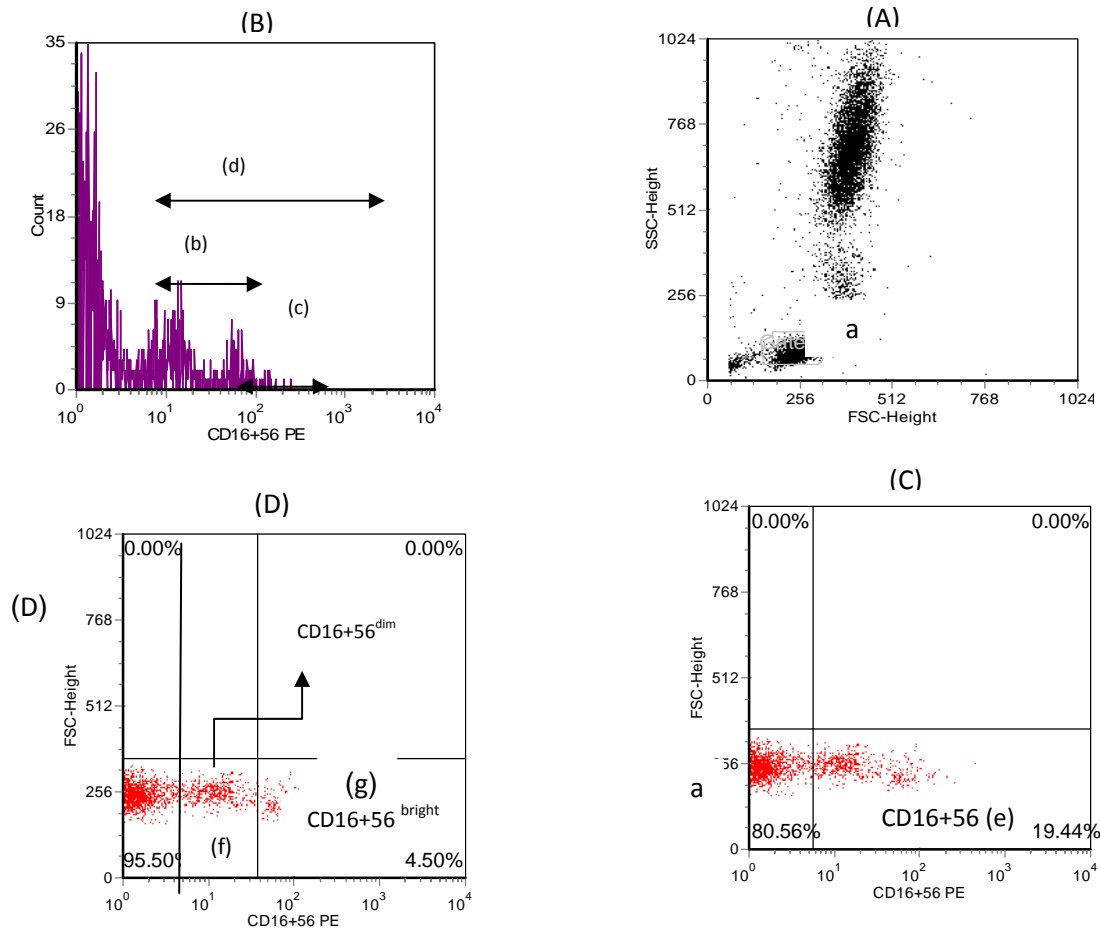 (B)
35
26
18
9
0
Count
(d)
(b)
(c)
10^0 10^1 10^2 10^3 10^4
CD16+56 PE
(A)
1024
768
512
256
0
SSC-Height
a
0 256 512 768 1024
FSC-Height
(D)
(D)
1024
768
512
256
0
FSC-Height
0.00% 0.00%
CD16+56^dim
(g)
CD16+56 ^bright
(f)
95.50% 4.50%
10^0 10^1 10^2 10^3 10^4
CD16+56 PE
(C)
1024
768
512
56
0
FSC-Height
0.00% 0.00%
a
CD16+56 (e)
80.56% 19.44%
10^0 10^1 10^2 10^3 10^4
CD16+56 PE